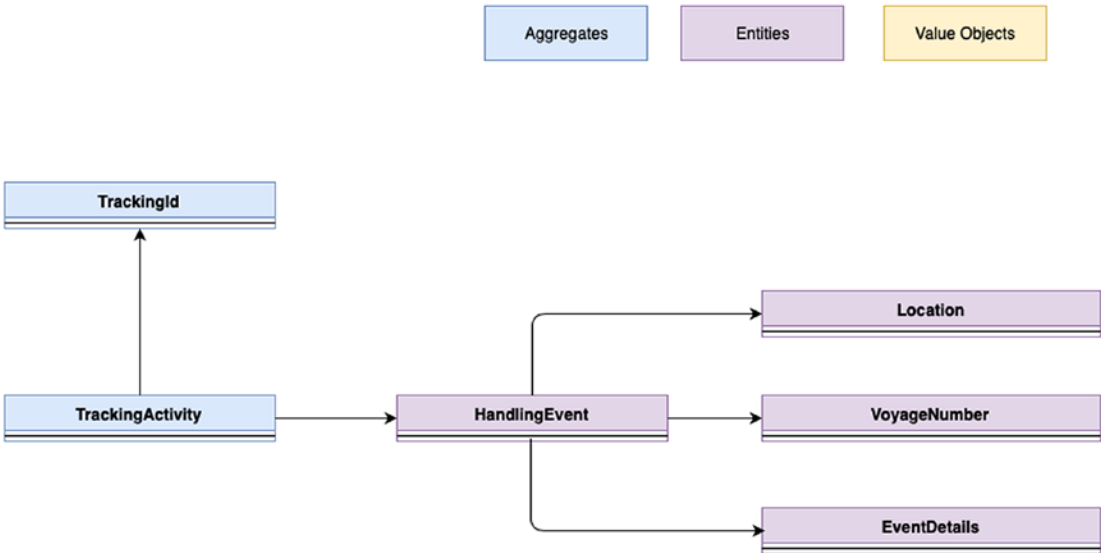 Aggregates
Entities
Value Objects
TrackingId
Location
TrackingActivity
HandlingEvent
VoyageNumber
EventDetails